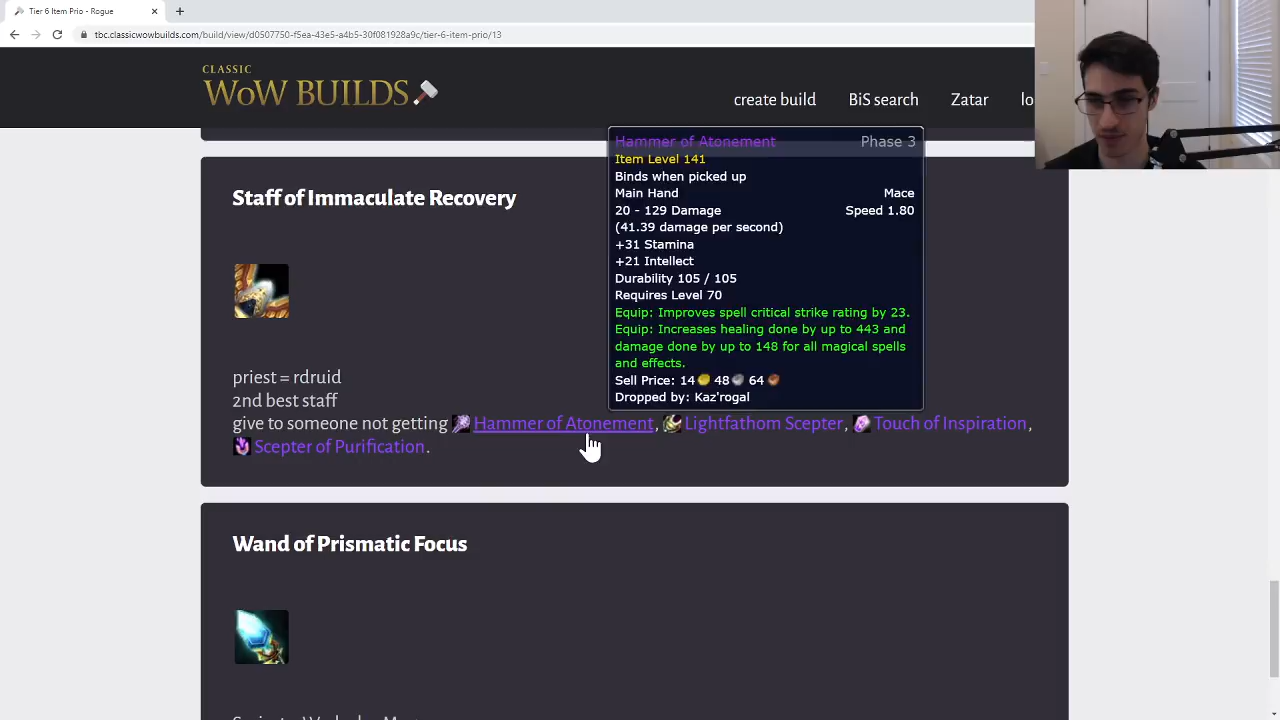 Tier 6 Item Prio - Rogue
tbc.classicwowbuilds.com/build/view/d0507750-f5ea-43e5-a4b5-30f081928a9c/tier-6-item-prio/13
CLASSIC
WoW BUILDS
create build BiS search Zatar lo
Hammer of Atonement Phase 3
Item Level 141
Binds when picked up
Main Hand Mace
20 - 129 Damage Speed 1.80
(41.39 damage per second)
+31 Stamina
+21 Intellect
Durability 105 / 105
Requires Level 70
Equip: Improves spell critical strike rating by 23.
Equip: Increases healing done by up to 443 and
damage done by up to 148 for all magical spells
and effects.
Sell Price: 14 48 64
Dropped by: Kaz'rogal
Staff of Immaculate Recovery
priest = rdruid
2nd best staff
give to someone not getting Hammer of Atonement, Lightfathom Scepter, Touch of Inspiration,
Scepter of Purification.
Wand of Prismatic Focus